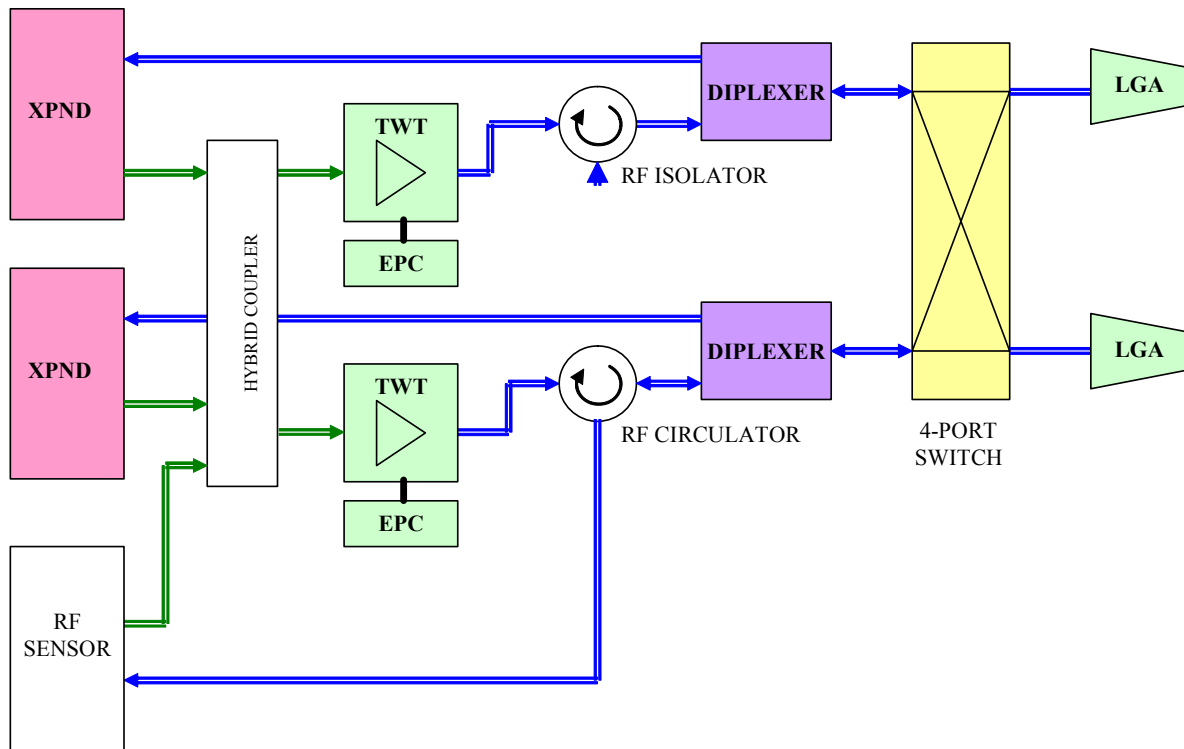 XPND
HYBRID COUPLER
TWT
EPC
RF ISOLATOR
DIPLEXER
LGA
XPND
TWT
EPC
RF CIRCULATOR
DIPLEXER
4-PORT
SWITCH
LGA
RF
SENSOR